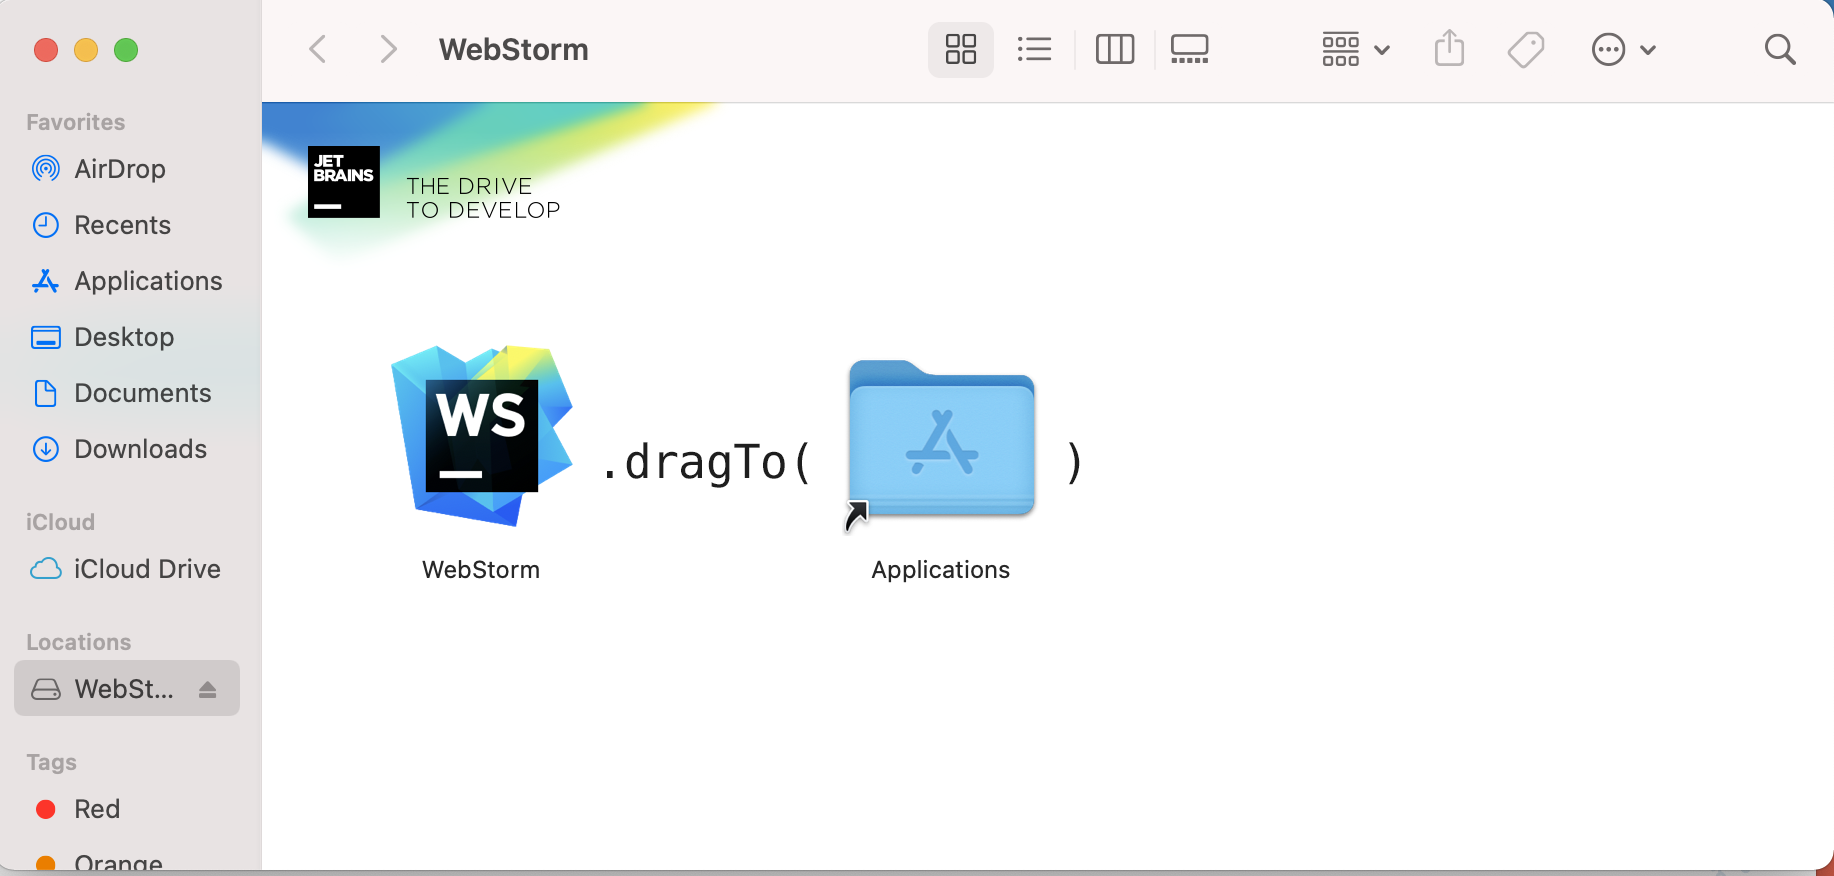 WebStorm
Favorites
AirDrop
Recents
Applications
Desktop
Documents
Downloads
iCloud
iCloud Drive
Locations
WebSt...
Tags
Red
Orange
JET
BRAINS
THE DRIVE
TO DEVELOP
WS
.dragTo( )
WebStorm
Applications